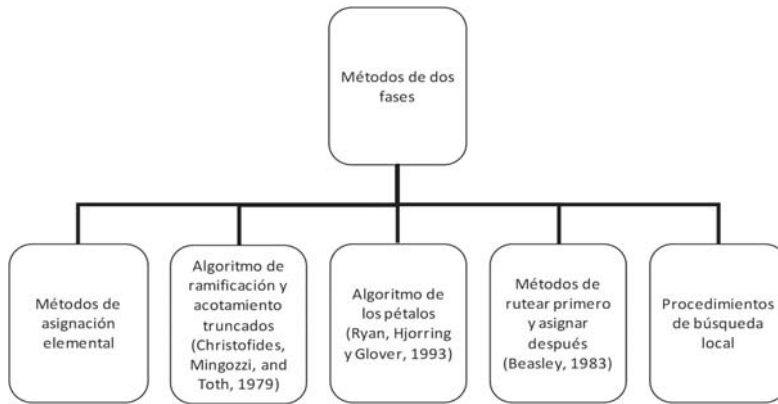 Métodos de dos
fases
Métodos de
asignación
elemental
Algoritmo de
ramificación y
acotamiento
truncados
(Christofides,
Mingozzi, and
Toth, 1979)
Algoritmo de
los pétalos
(Ryan, Hjorring
y Glover, 1993)
Métodos de
rutear primero
y asignar
después
(Beasley, 1983)
Procedimientos
de búsqueda
local